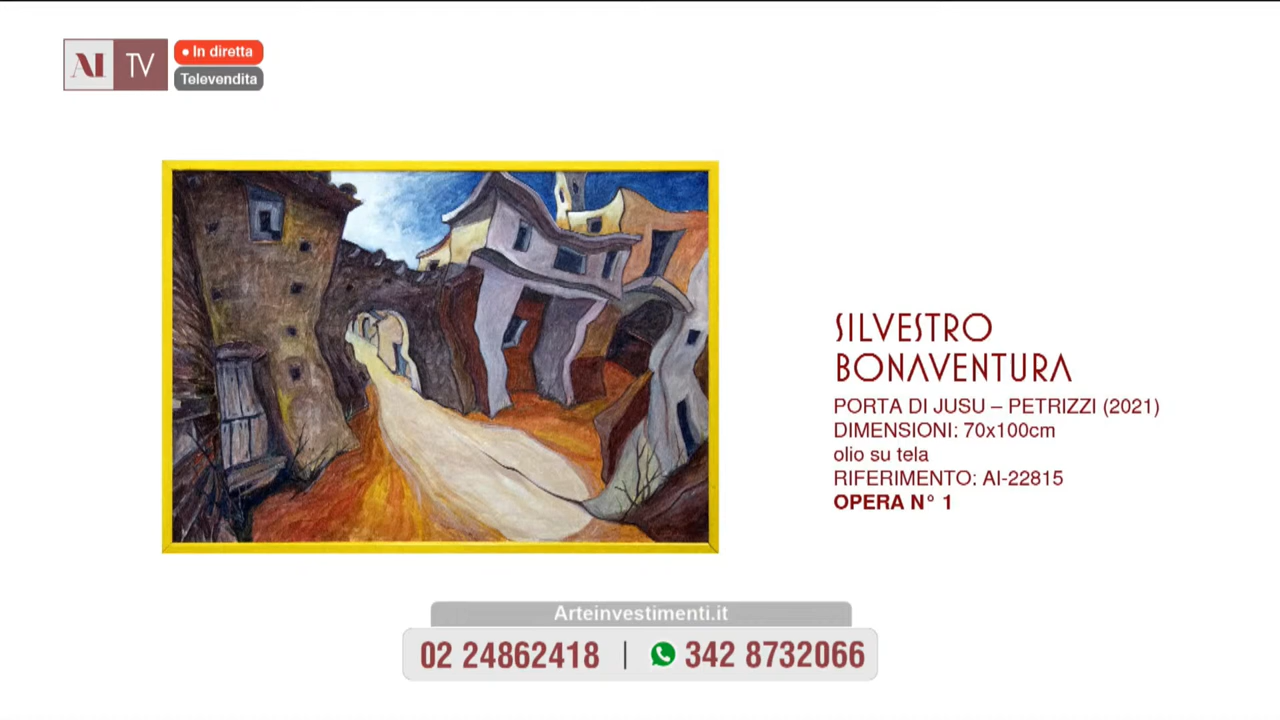 AI TV
• In diretta
Televendita
SILVESTRO
BONAVENTURA
PORTA DI JUSU – PETRIZZI (2021)
DIMENSIONI: 70x100cm
olio su tela
RIFERIMENTO: AI-22815
OPERA N° 1
Arteinvestimenti.it
02 24862418 | 342 8732066